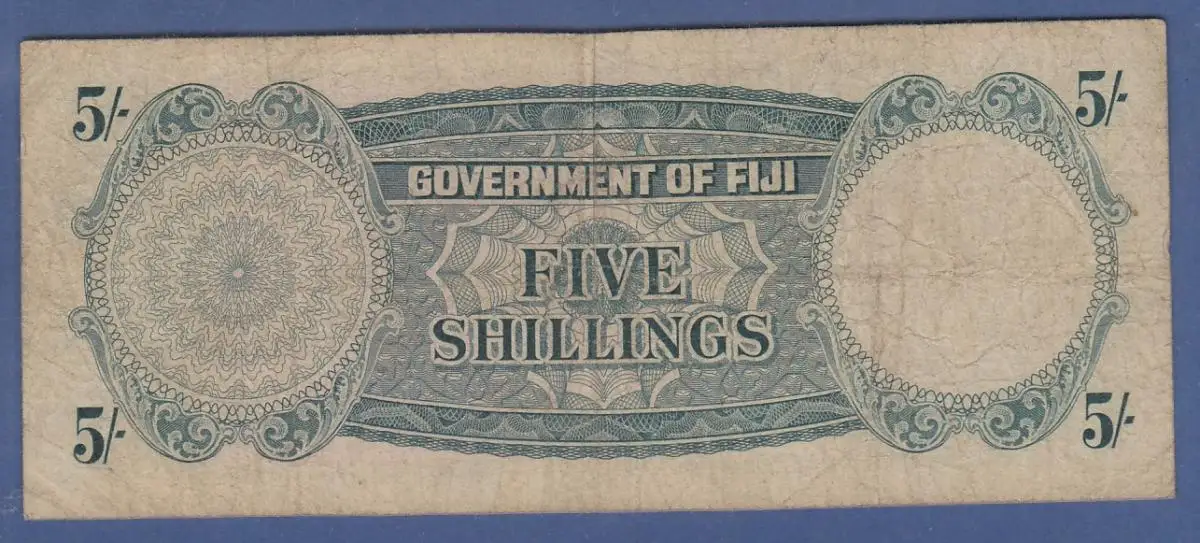 5/- 5/-
GOVERNMENT OF FIJI
FIVE
SHILLINGS
5/- 5/-